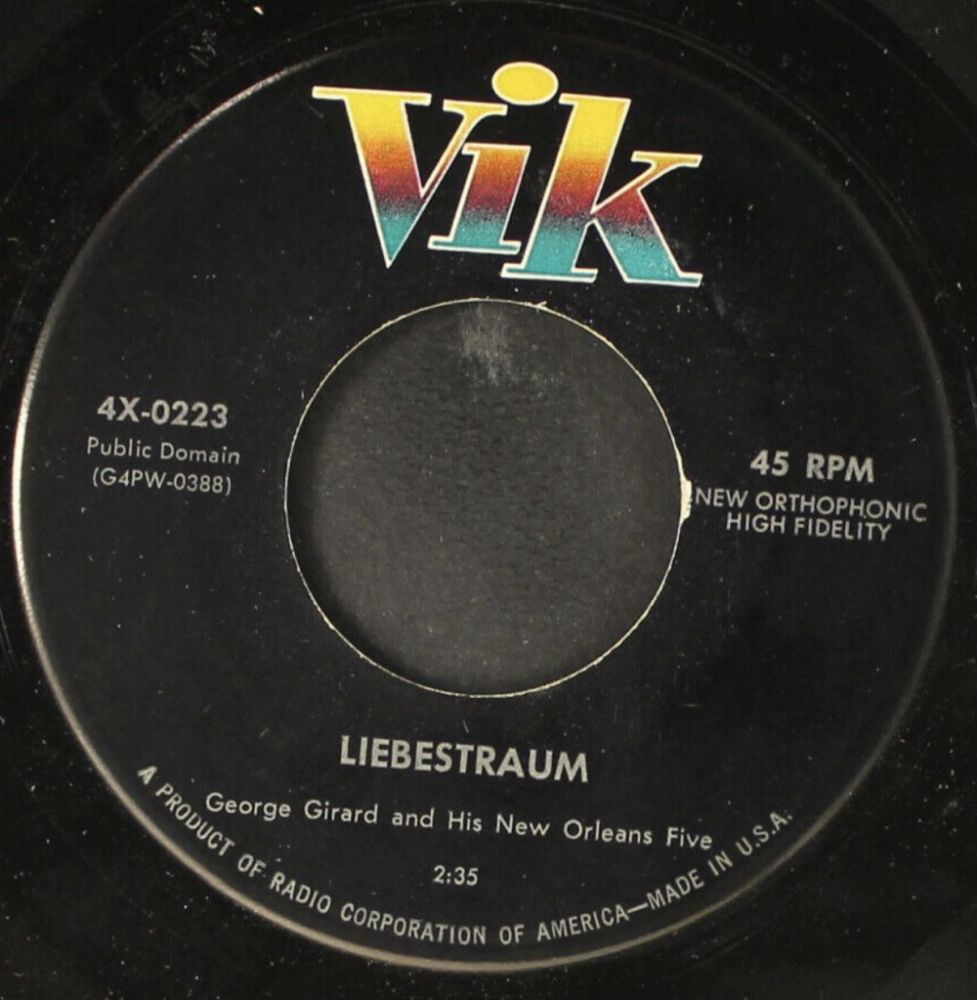 Vik
4X-0223
Public Domain
(G4PW-0388)
45 RPM
NEW ORTHOPHONIC
HIGH FIDELITY
LIEBESTRAUM
George Girard and His New Orleans Five
2:35
A PRODUCT OF RADIO CORPORATION OF AMERICA—MADE IN U.S.A.